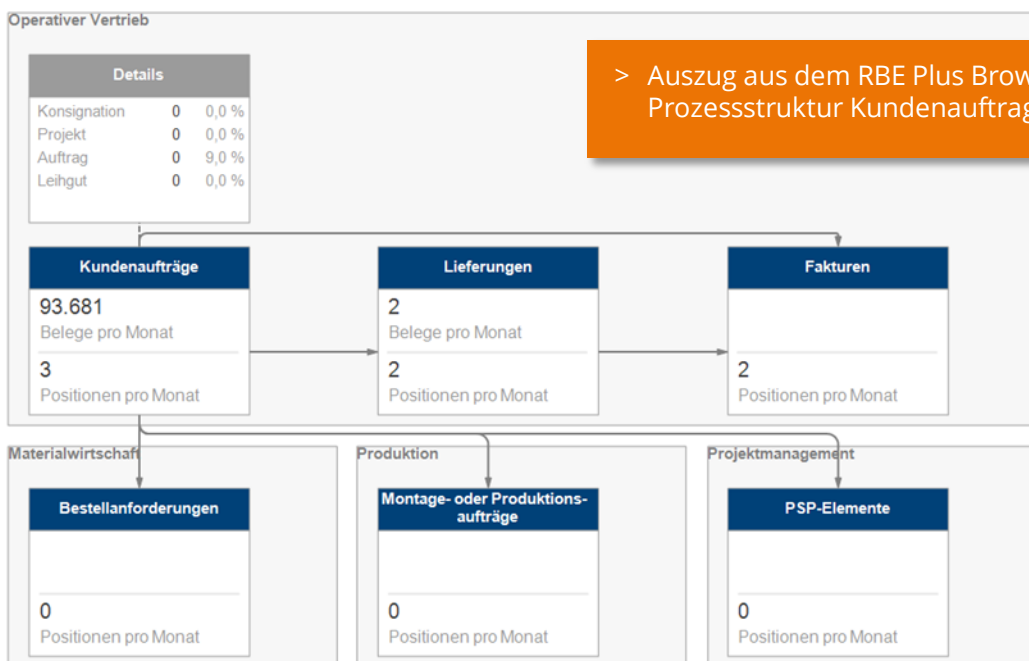 Operativer Vertrieb
Details
Konsignation 0 0,0 %
Projekt 0 0,0 %
Auftrag 0 9,0 %
Leihgut 0 0,0 %
> Auszug aus dem RBE Plus
Prozessstruktur
Kundenaufträge
93.681
Belege pro Monat
3
Positionen pro Monat
Lieferungen
2
Belege pro Monat
2
Positionen pro Monat
Fakturen
2
Positionen pro Monat
Materialwirtschaft
Bestellanforderungen
0
Positionen pro Monat
Produktion
Montage- oder Produktions-
aufträge
0
Positionen pro Monat
Projektmanagement
PSP-Elemente
0
Positionen pro Monat